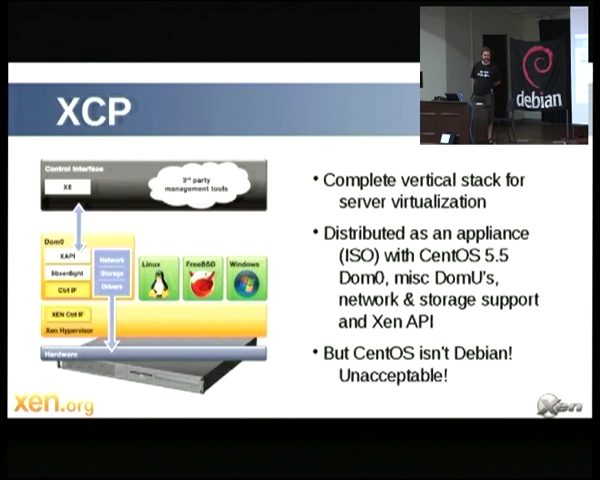 XCP
debian
Control Interface
XE
3rd party
management tools
Dom0
XAPI
libxenlight
Ctrl IF
Network
Storage
Drivers
Linux
FreeBSD
Windows
XEN Ctrl IF
Xen Hypervisor
Hardware
• Complete vertical stack for
server virtualization
• Distributed as an appliance
(ISO) with CentOS 5.5
Dom0, misc DomU's,
network & storage support
and Xen API
• But CentOS isn't Debian!
Unacceptable!
xen.org
Xen